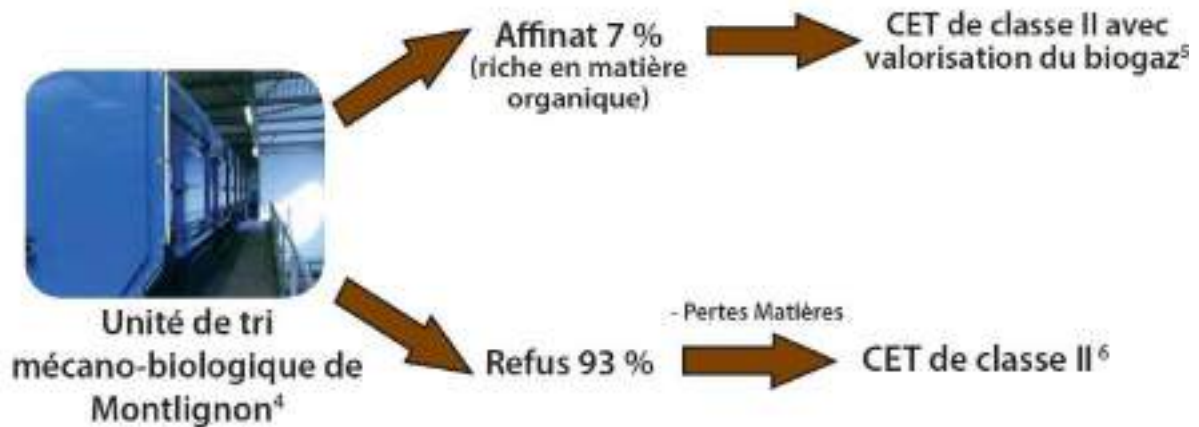 Affinat 7 %
(riche en matière
organique)
CET de classe II avec
valorisation du biogaz⁵
Unité de tri
mécano-biologique de
Montlignon⁴
Refus 93 %
- Pertes Matières
CET de classe II ⁶